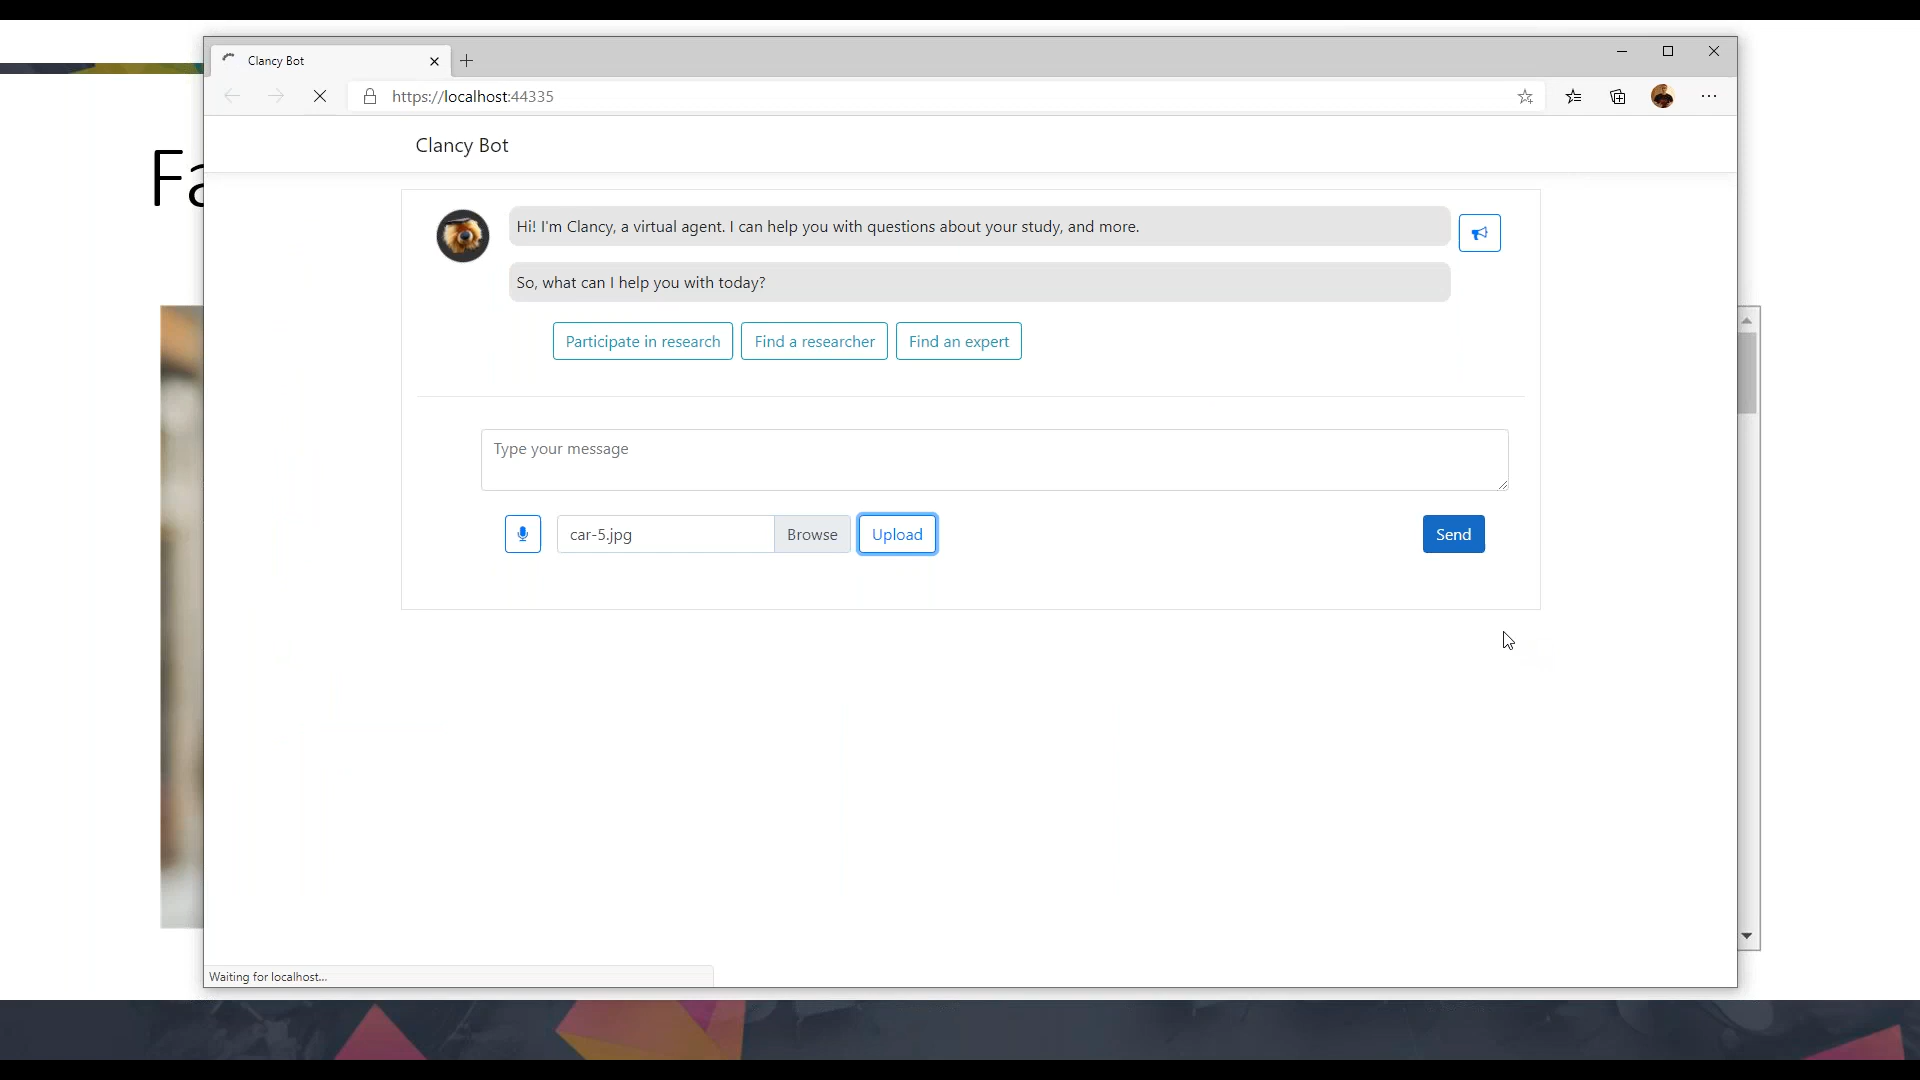 Clancy Bot
https://localhost:44335
Clancy Bot
Fa
Hi! I'm Clancy, a virtual agent. I can help you with questions about your study, and more.
So, what can I help you with today?
Participate in research Find a researcher Find an expert
Type your message
car-5.jpg Browse Upload Send
Waiting for localhost...